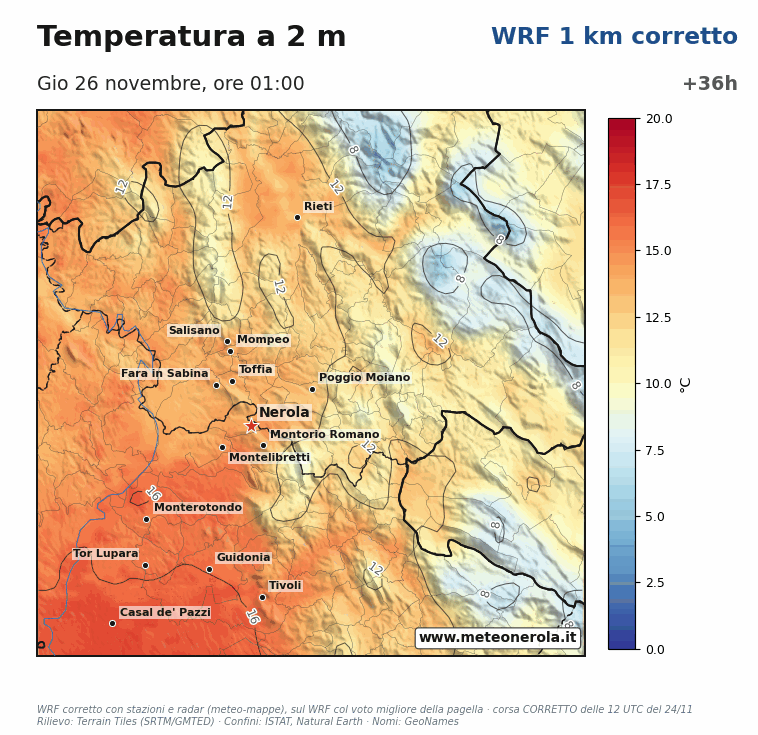 Temperatura a 2 m
WRF 1 km corretto
Gio 26 novembre, ore 01:00
+36h
8
12
12
12
Rieti
8
8
12
Salisano
Mompeo
12
Fara in Sabina
Toffia
Poggio Moiano
8
Nerola
Montorio Romano
12
Montelibretti
16
Monterotondo
8
Tor Lupara
Guidonia
12
Tivoli
8
Casal de' Pazzi
16
8
www.meteonerola.it
20.0
17.5
15.0
12.5
10.0
7.5
5.0
2.5
0.0
°C
WRF corretto con stazioni e radar (meteo-mappe), sul WRF col voto migliore della pagella · corsa CORRETTO delle 12 UTC del 24/11
Rilievo: Terrain Tiles (SRTM/GMTED) · Confini: ISTAT, Natural Earth · Nomi: GeoNames